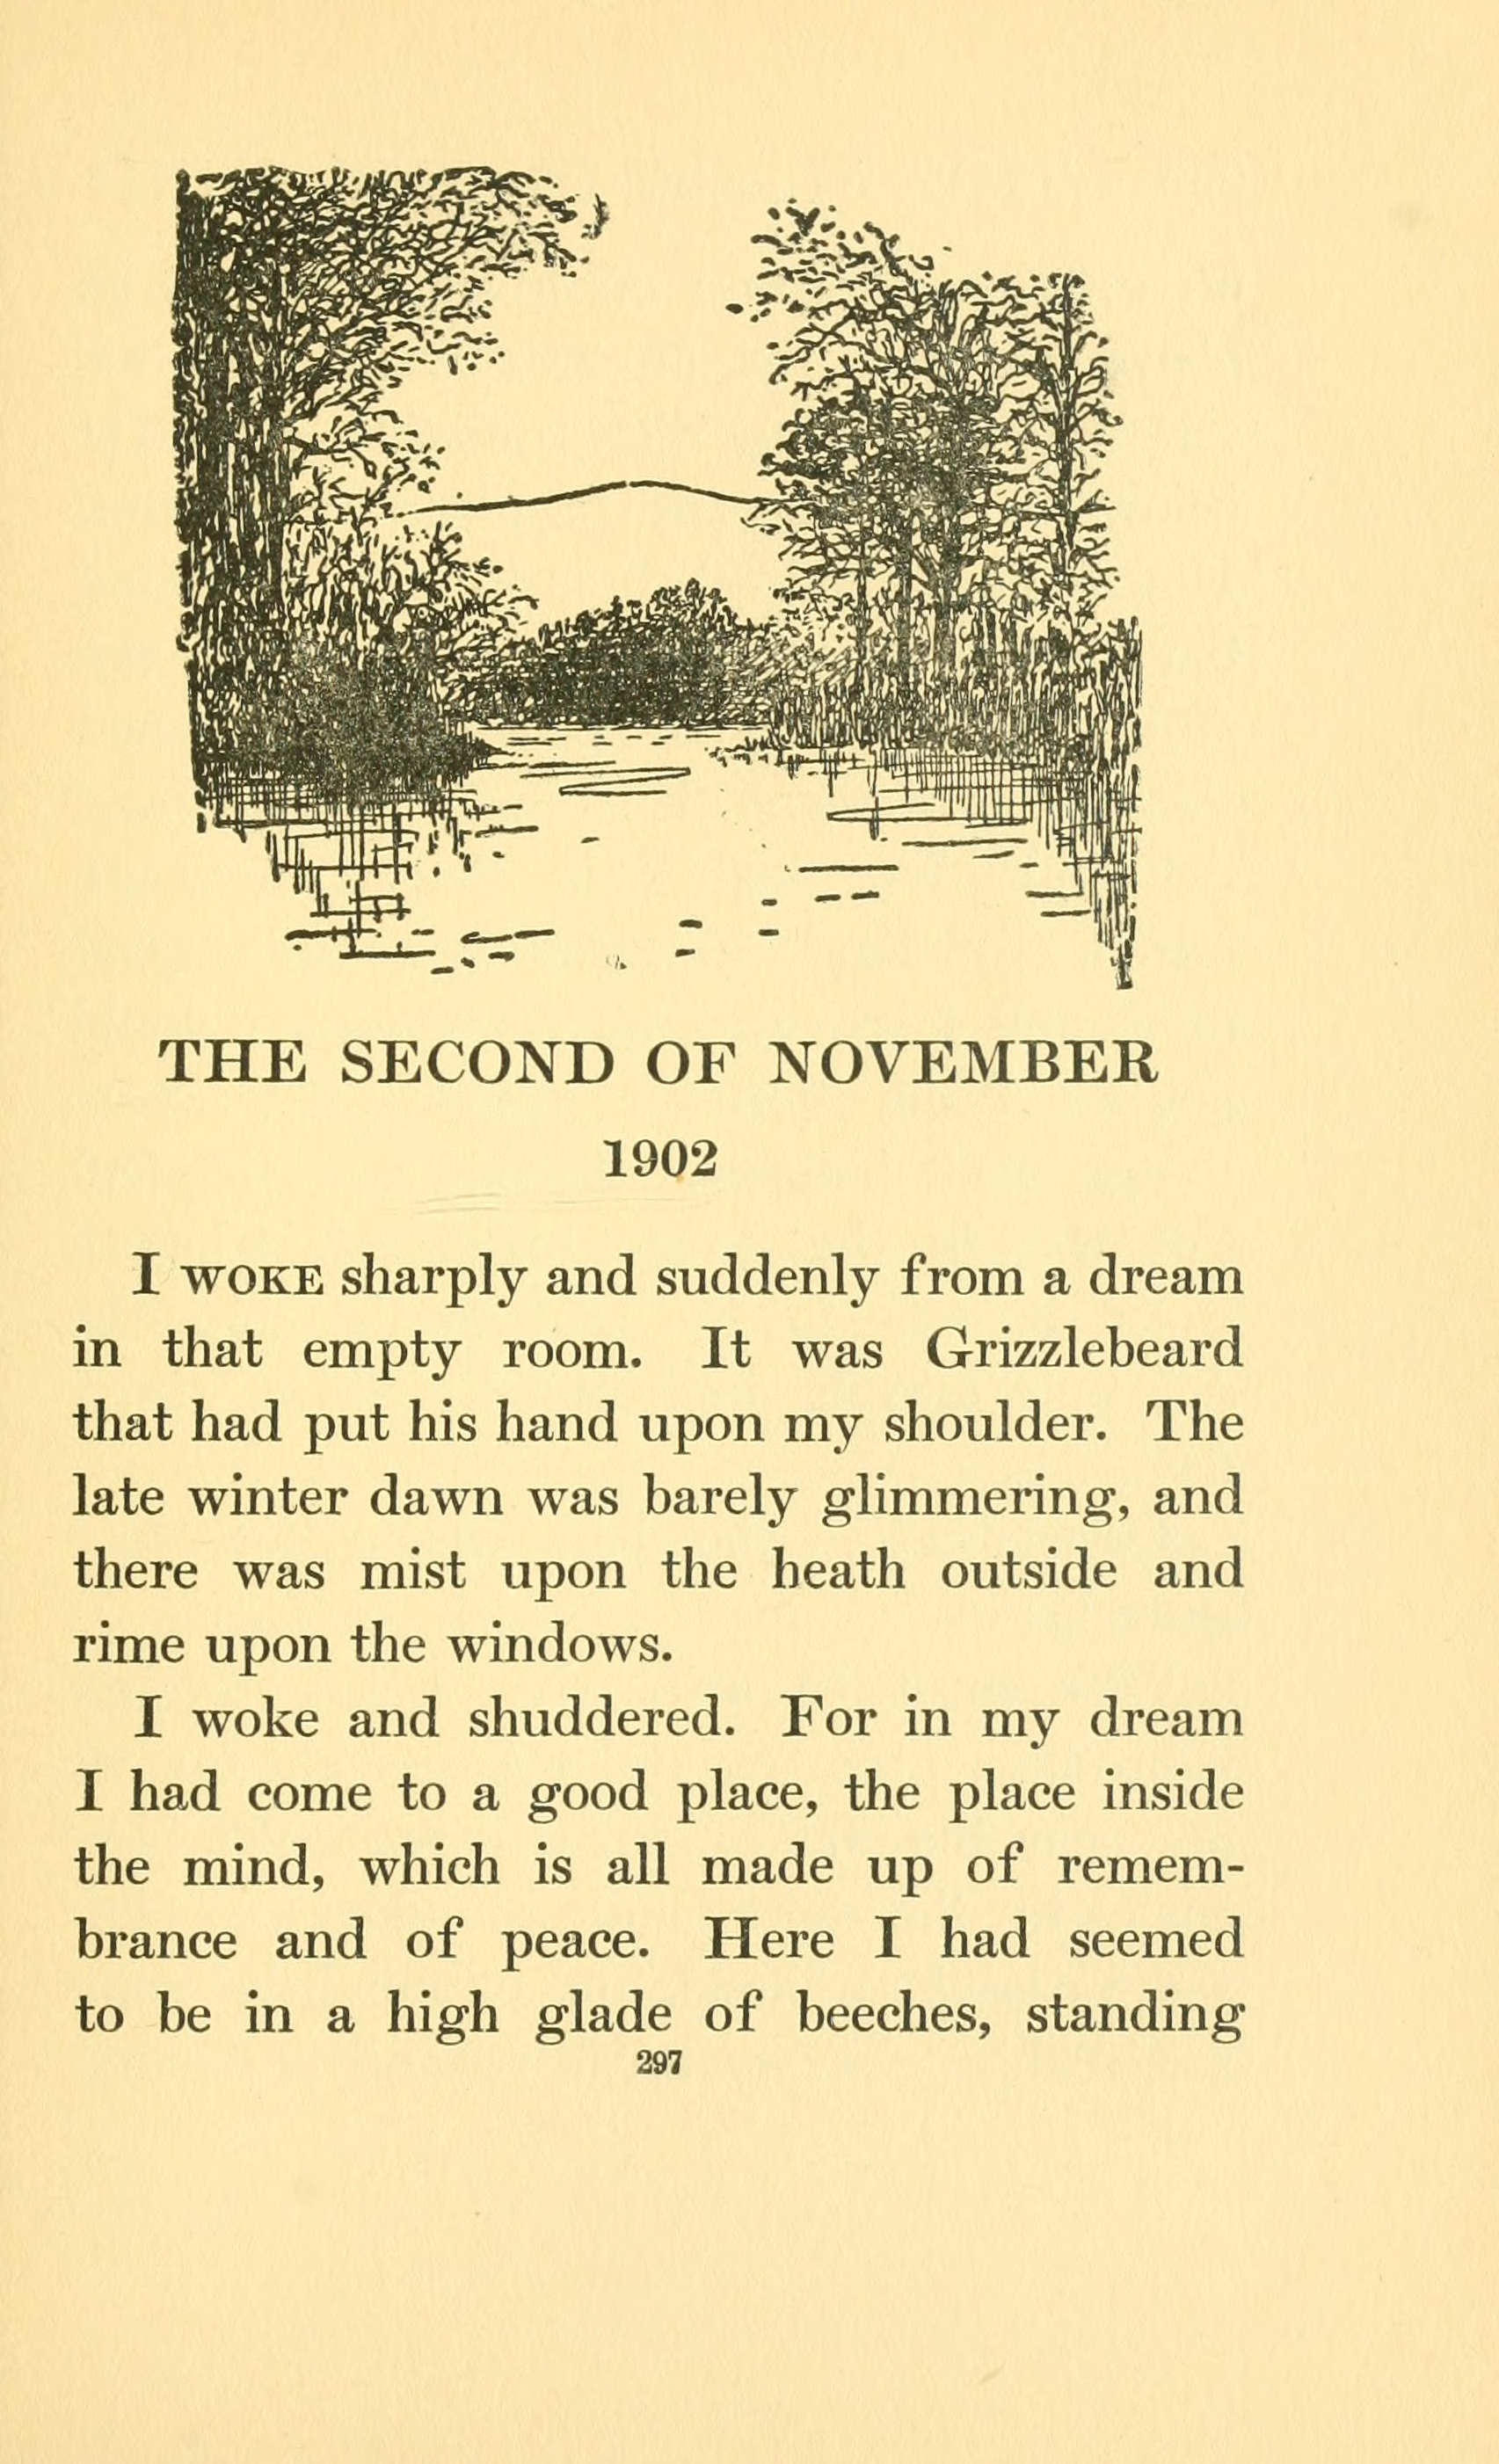 THE SECOND OF NOVEMBER
1902
I WOKE sharply and suddenly from a dream
in that empty room. It was Grizzlebeard
that had put his hand upon my shoulder. The
late winter dawn was barely glimmering, and
there was mist upon the heath outside and
rime upon the windows.
I woke and shuddered. For in my dream
I had come to a good place, the place inside
the mind, which is all made up of remem-
brance and of peace. Here I had seemed
to be in a high glade of beeches, standing
297